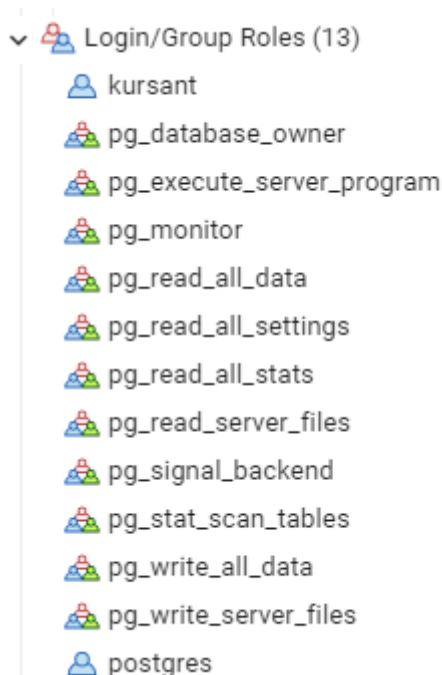 Login/Group Roles (13)
kursant
pg_database_owner
pg_execute_server_program
pg_monitor
pg_read_all_data
pg_read_all_settings
pg_read_all_stats
pg_read_server_files
pg_signal_backend
pg_stat_scan_tables
pg_write_all_data
pg_write_server_files
postgres